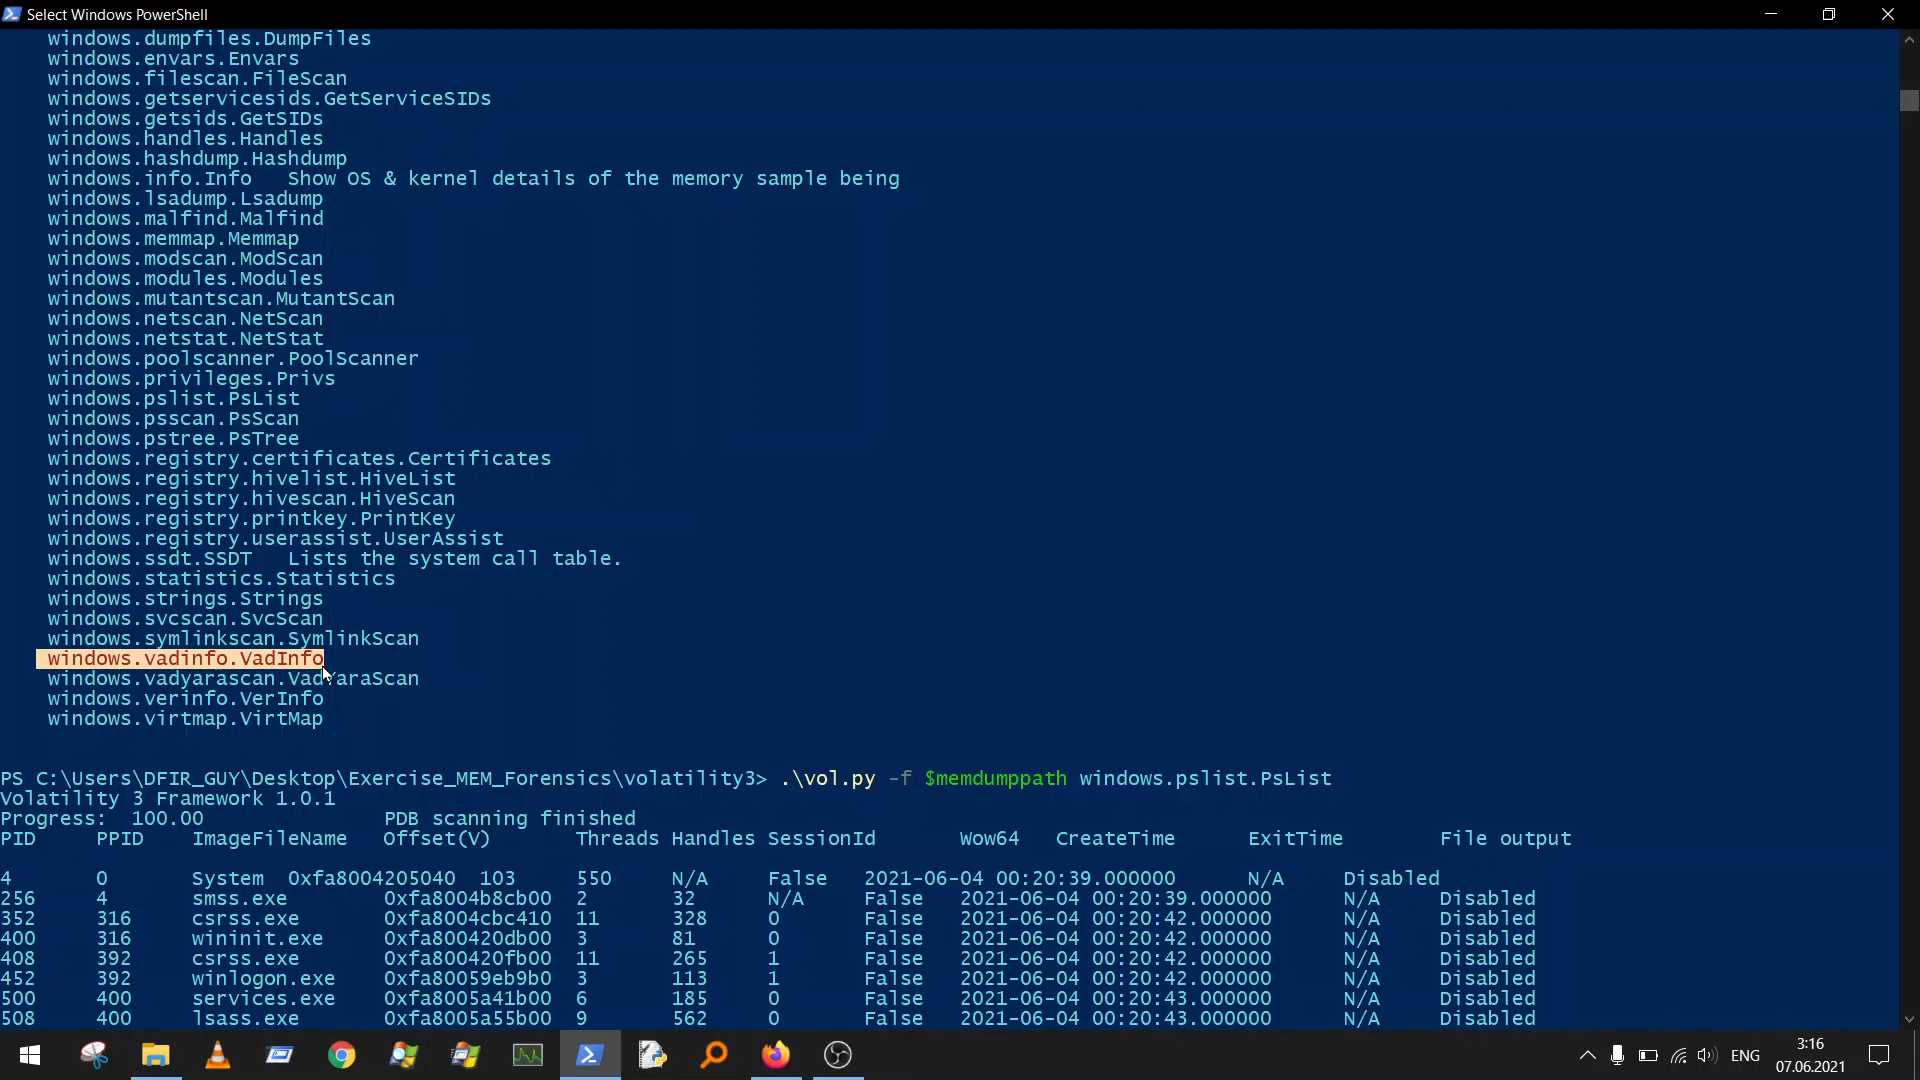 Select Windows PowerShell
windows.dumpfiles.DumpFiles
windows.envars.Envars
windows.filescan.FileScan
windows.getservicesids.GetServiceSIDs
windows.getsids.GetSIDs
windows.handles.Handles
windows.hashdump.Hashdump
windows.info.Info   Show OS & kernel details of the memory sample being
windows.lsadump.Lsadump
windows.malfind.Malfind
windows.memmap.Memmap
windows.modscan.ModScan
windows.modules.Modules
windows.mutantscan.MutantScan
windows.netscan.NetScan
windows.netstat.NetStat
windows.poolscanner.PoolScanner
windows.privileges.Privs
windows.pslist.PsList
windows.psscan.PsScan
windows.pstree.PsTree
windows.registry.certificates.Certificates
windows.registry.hivelist.HiveList
windows.registry.hivescan.HiveScan
windows.registry.printkey.PrintKey
windows.registry.userassist.UserAssist
windows.ssdt.SSDT   Lists the system call table.
windows.statistics.Statistics
windows.strings.Strings
windows.svcscan.SvcScan
windows.symlinkscan.SymlinkScan
windows.vadinfo.VadInfo
windows.vadyarascan.VadYaraScan
windows.verinfo.VerInfo
windows.virtmap.VirtMap
PS C:\Users\DFIR_GUY\Desktop\Exercise_MEM_Forensics\volatility3> .\vol.py -f $memdumppath windows.pslist.PsList
Volatility 3 Framework 1.0.1
Progress:  100.00               PDB scanning finished
PID     PPID    ImageFileName   Offset(V)       Threads Handles SessionId       Wow64   CreateTime      ExitTime        File output
4       0       System  0xfa8004205040  103     550     N/A     False   2021-06-04 00:20:39.000000      N/A     Disabled
256     4       smss.exe        0xfa8004b8cb00  2       32      N/A     False   2021-06-04 00:20:39.000000      N/A     Disabled
352     316     csrss.exe       0xfa8004cbc410  11      328     0       False   2021-06-04 00:20:42.000000      N/A     Disabled
400     316     wininit.exe     0xfa800420db00  3       81      0       False   2021-06-04 00:20:42.000000      N/A     Disabled
408     392     csrss.exe       0xfa800420fb00  11      265     1       False   2021-06-04 00:20:42.000000      N/A     Disabled
452     392     winlogon.exe    0xfa80059eb9b0  3       113     1       False   2021-06-04 00:20:42.000000      N/A     Disabled
500     400     services.exe    0xfa8005a41b00  6       185     0       False   2021-06-04 00:20:43.000000      N/A     Disabled
508     400     lsass.exe       0xfa8005a55b00  9       562     0       False   2021-06-04 00:20:43.000000      N/A     Disabled
ENG
3:16
07.06.2021